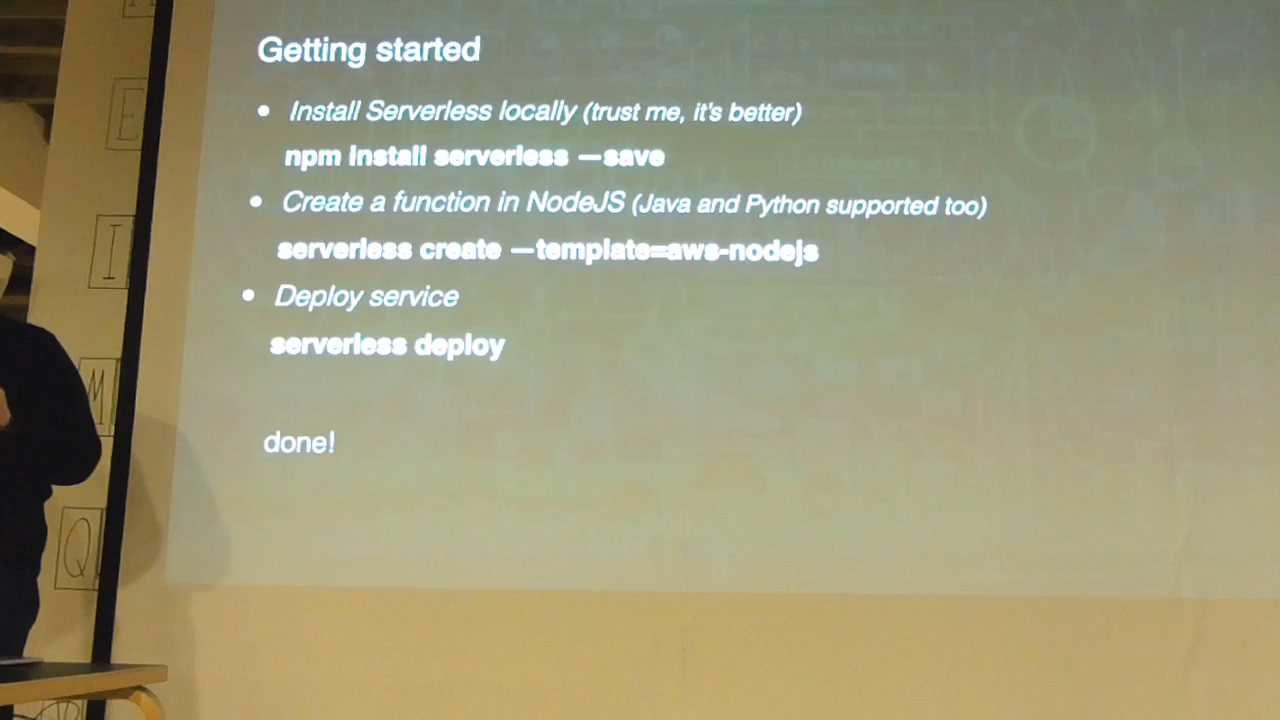 Getting started
• Install Serverless locally (trust me, it's better)
npm install serverless —save
• Create a function in NodeJS (Java and Python supported too)
serverless create —template=aws-nodejs
• Deploy service
serverless deploy
done!
E
I
M
Q